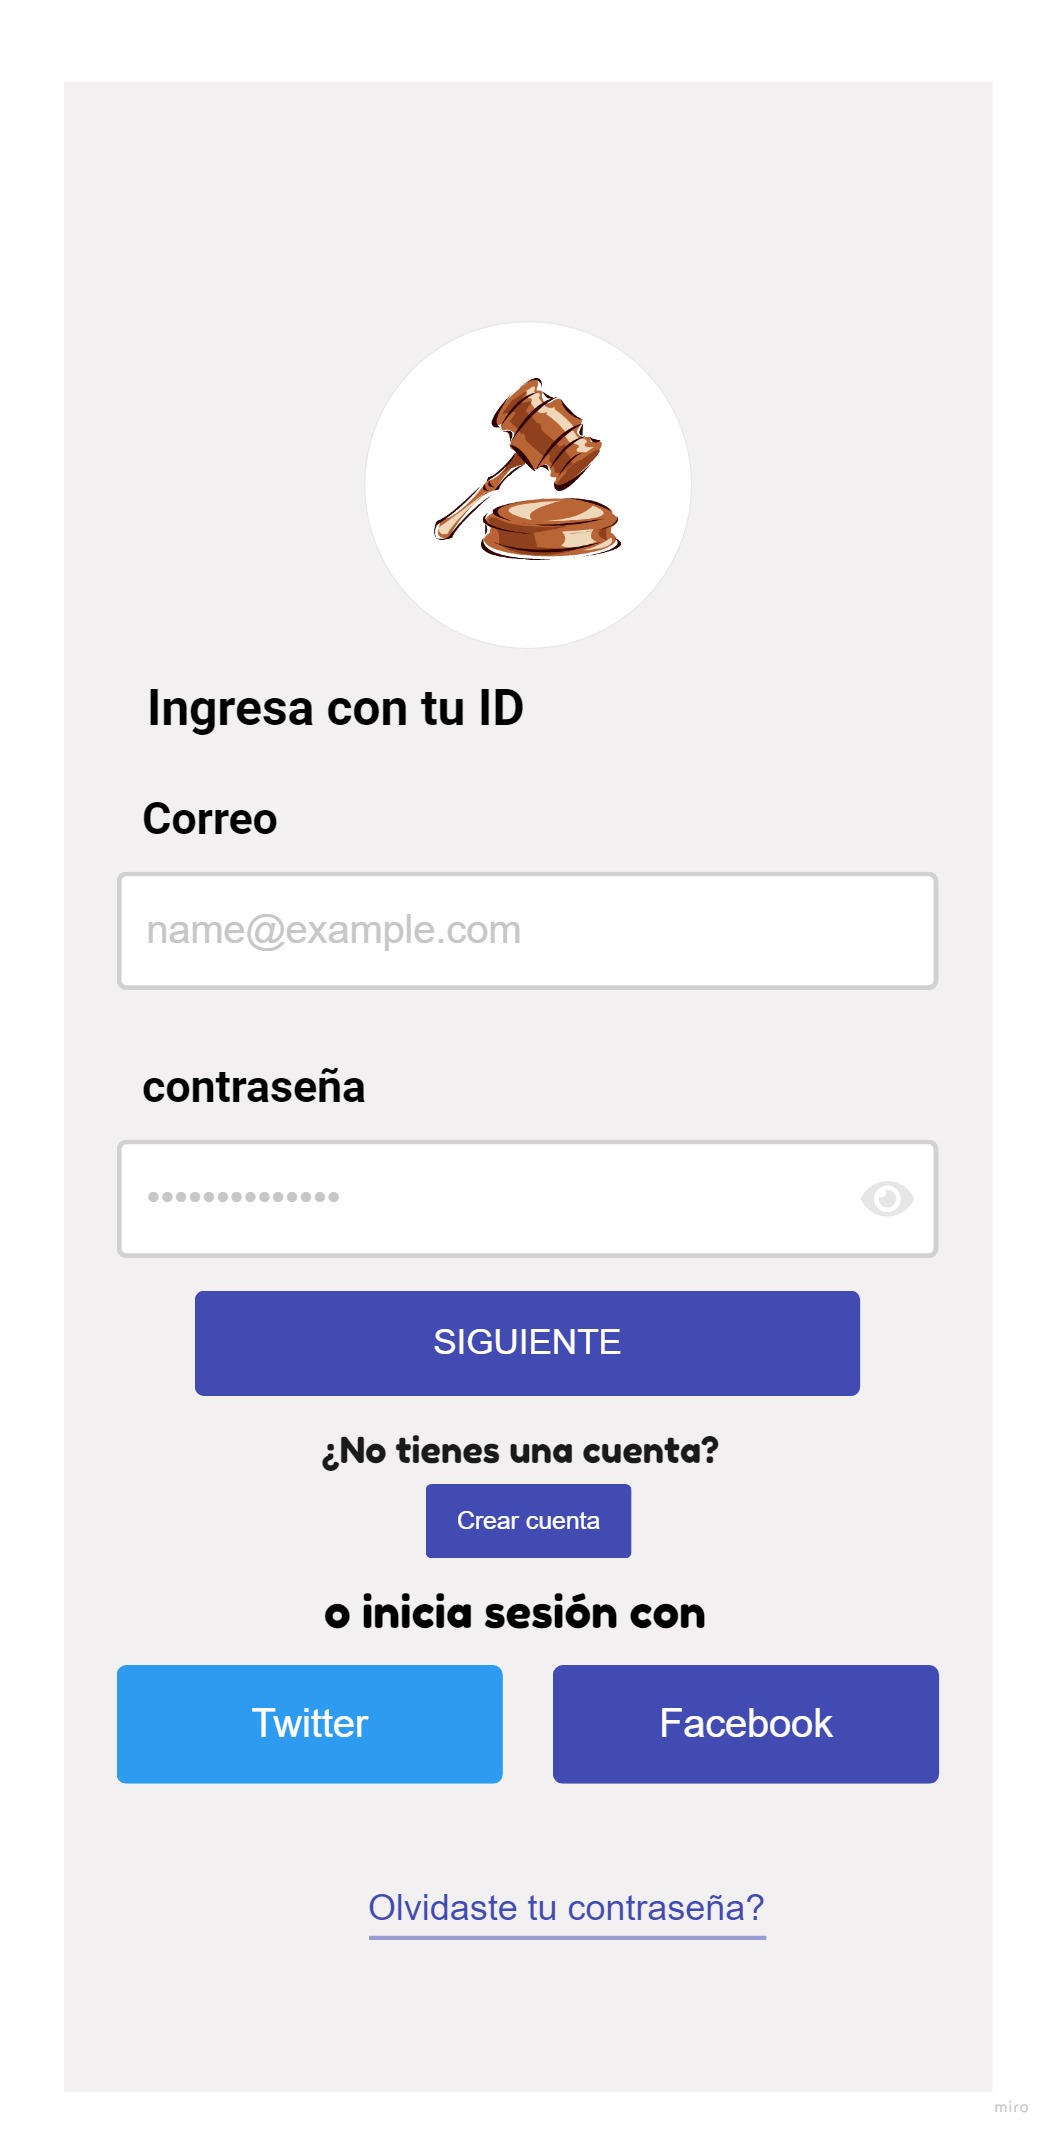 Ingresa con tu ID
Correo
name@example.com
contraseña
••••••••••••••
SIGUIENTE
¿No tienes una cuenta?
Crear cuenta
o inicia sesión con
Twitter
Facebook
Olvidaste tu contraseña?
miro